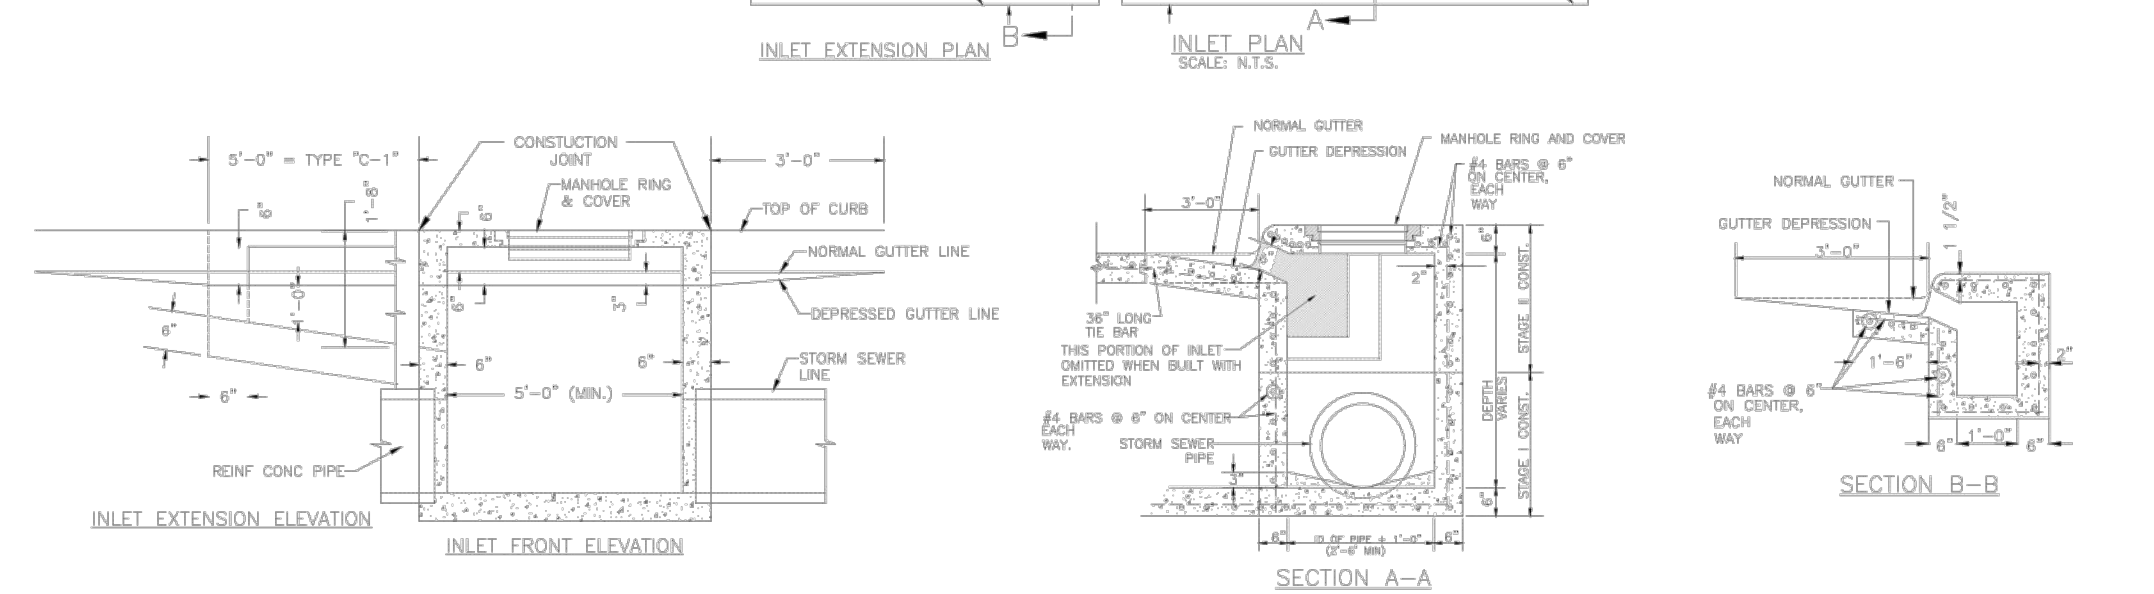 INLET EXTENSION PLAN
B
INLET PLAN
SCALE: N.T.S.
A
5'-0" = TYPE "C-1"
CONSTUCTION
JOINT
3'-0"
MANHOLE RING
& COVER
TOP OF CURB
6"
1'-8"
6"
NORMAL GUTTER LINE
1'-0"
6"
3"
DEPRESSED GUTTER LINE
6"
6"
6"
STORM SEWER
LINE
6"
5'-0" (MIN.)
REINF CONC PIPE
INLET EXTENSION ELEVATION
INLET FRONT ELEVATION
NORMAL GUTTER
MANHOLE RING AND COVER
GUTTER DEPRESSION
#4 BARS @ 6"
ON CENTER,
EACH
WAY
3'-0"
6"
2"
36" LONG
TIE BAR
THIS PORTION OF INLET
OMITTED WHEN BUILT WITH
EXTENSION
#4 BARS @ 6" ON CENTER
EACH
WAY.
STORM SEWER
PIPE
3"
DEPTH
VARIES
STAGE II CONST.
STAGE I CONST.
6"
6"
ID OF PIPE + 1'-0"
(2'-6" MIN)
6"
SECTION A-A
NORMAL GUTTER
GUTTER DEPRESSION
1 1/2"
3'-0"
1'-6"
2"
#4 BARS @ 6"
ON CENTER,
EACH
WAY
6"
1'-0"
6"
SECTION B-B